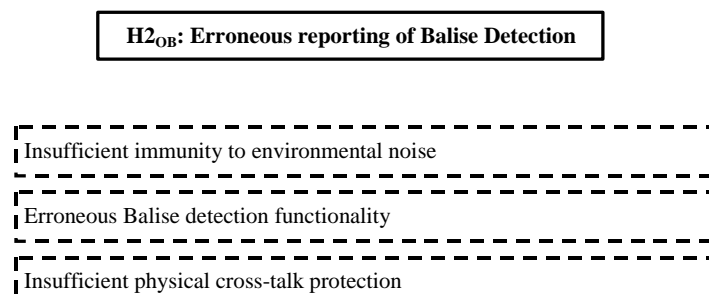 H2OB: Erroneous reporting of Balise Detection
Insufficient immunity to environmental noise
Erroneous Balise detection functionality
Insufficient physical cross-talk protection